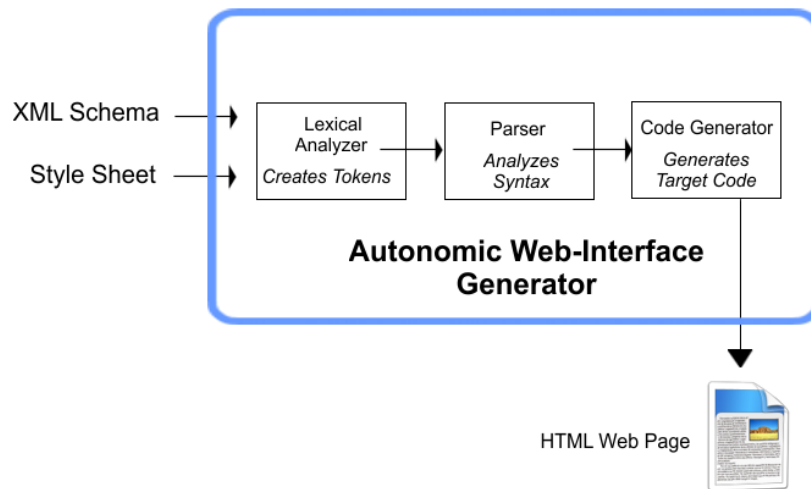 XML Schema
Style Sheet
Lexical
Analyzer
Creates Tokens
Parser
Analyzes
Syntax
Code Generator
Generates
Target Code
Autonomic Web-Interface
Generator
HTML Web Page